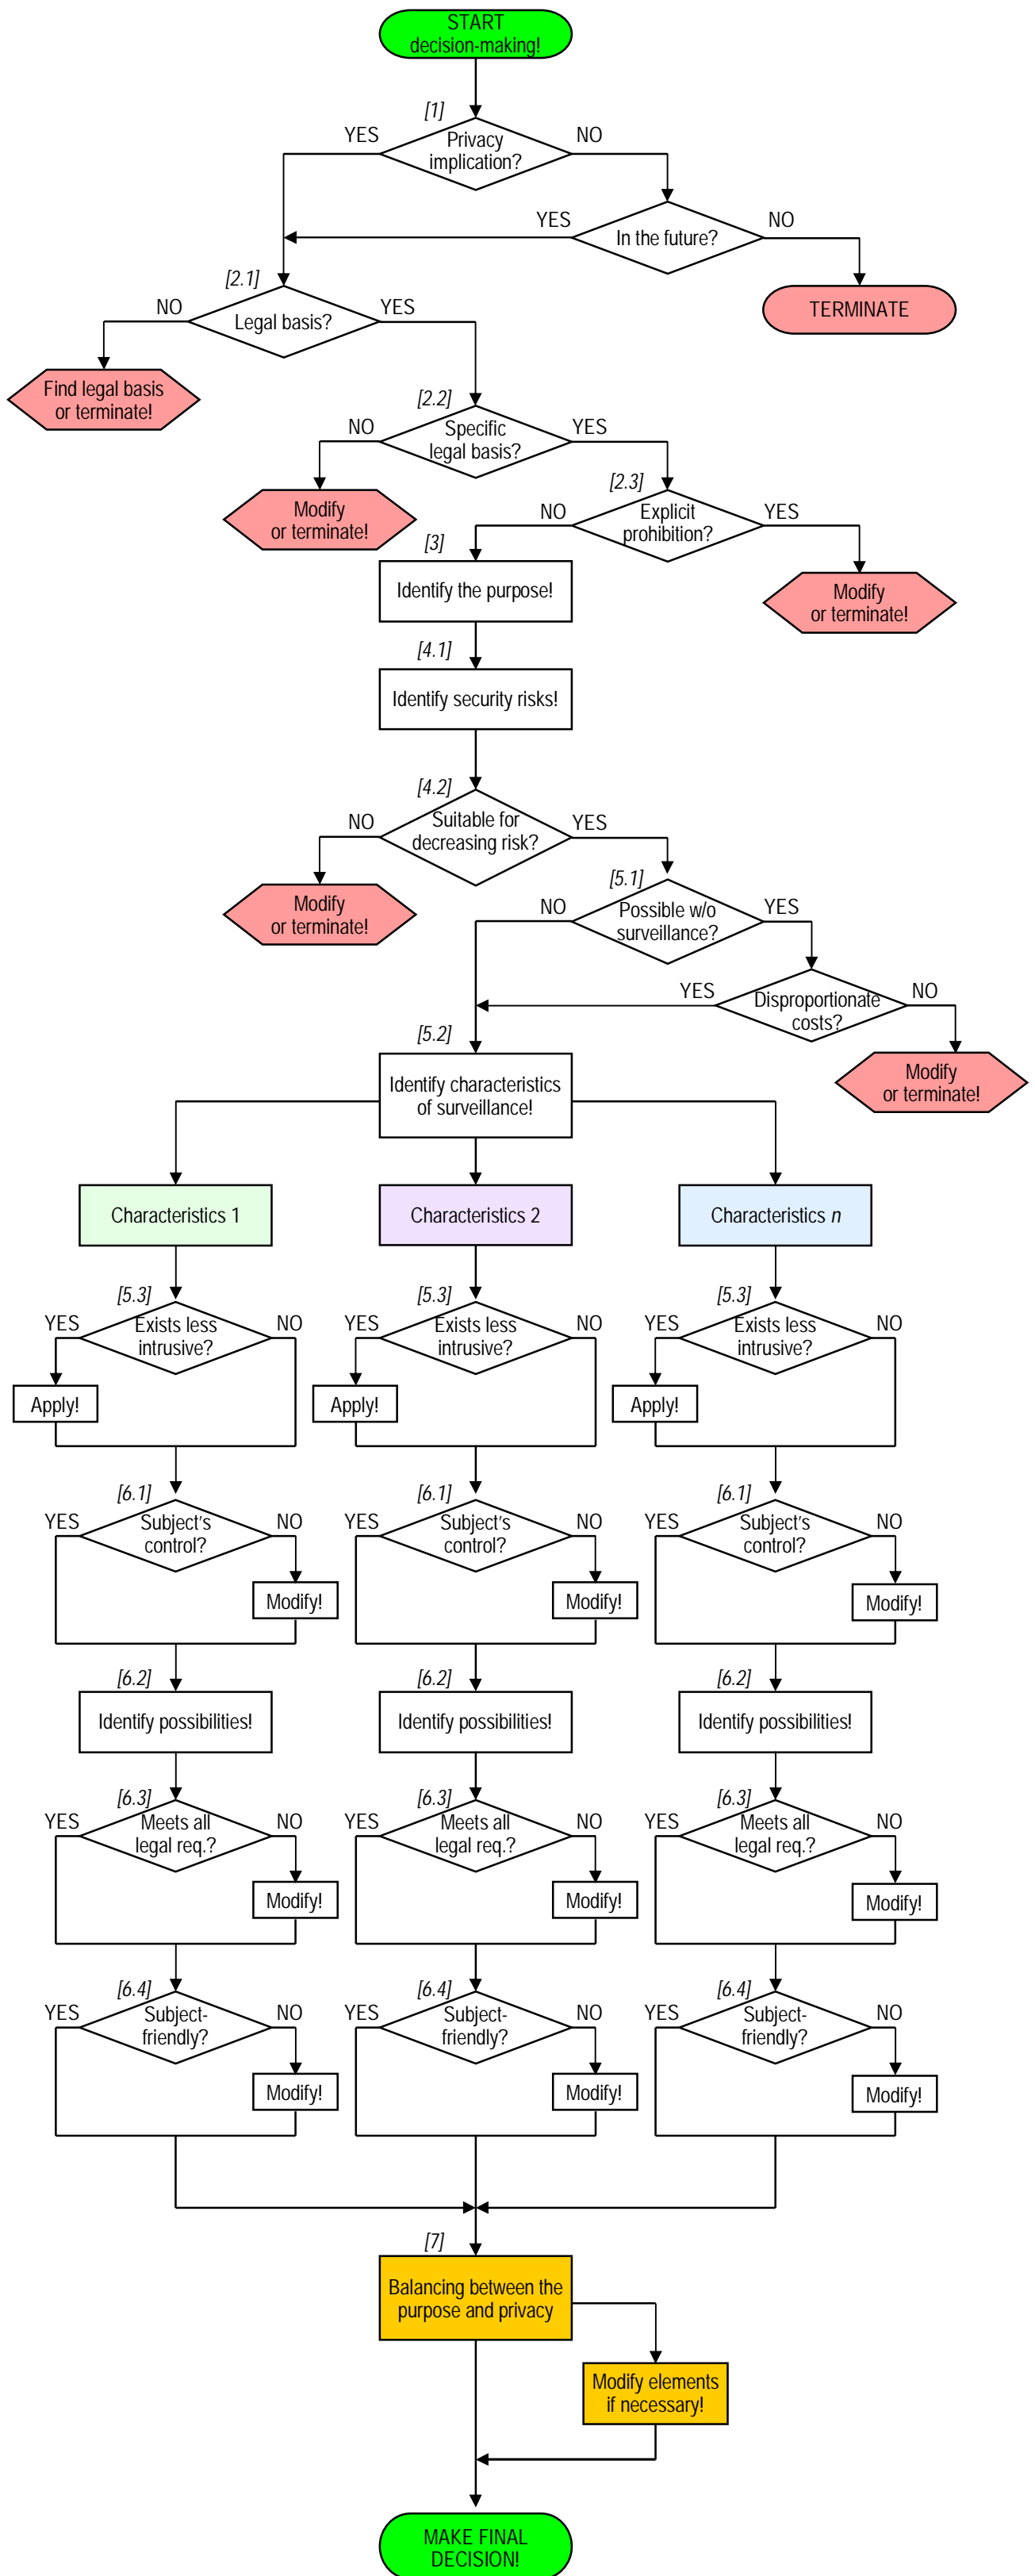 START
decision-making!
[1]
YES
Privacy
implication?
NO
YES
In the future?
NO
TERMINATE
[2.1]
NO
Legal basis?
YES
Find legal basis
or terminate!
[2.2]
NO
Specific
legal basis?
YES
Modify
or terminate!
[2.3]
NO
Explicit
prohibition?
YES
Modify
or terminate!
[3]
Identify the purpose!
[4.1]
Identify security risks!
[4.2]
NO
Suitable for
decreasing risk?
YES
Modify
or terminate!
[5.1]
NO
Possible w/o
surveillance?
YES
YES
Disproportionate
costs?
NO
Modify
or terminate!
[5.2]
Identify characteristics
of surveillance!
Characteristics 1
Characteristics 2
Characteristics n
[5.3]
YES
Exists less
intrusive?
NO
Apply!
[5.3]
YES
Exists less
intrusive?
NO
Apply!
[5.3]
YES
Exists less
intrusive?
NO
Apply!
[6.1]
YES
Subject's
control?
NO
Modify!
[6.1]
YES
Subject's
control?
NO
Modify!
[6.1]
YES
Subject's
control?
NO
Modify!
[6.2]
Identify possibilities!
[6.2]
Identify possibilities!
[6.2]
Identify possibilities!
[6.3]
YES
Meets all
legal req.?
NO
Modify!
[6.3]
YES
Meets all
legal req.?
NO
Modify!
[6.3]
YES
Meets all
legal req.?
NO
Modify!
[6.4]
YES
Subject-
friendly?
NO
Modify!
[6.4]
YES
Subject-
friendly?
NO
Modify!
[6.4]
YES
Subject-
friendly?
NO
Modify!
[7]
Balancing between the
purpose and privacy
Modify elements
if necessary!
MAKE FINAL
DECISION!